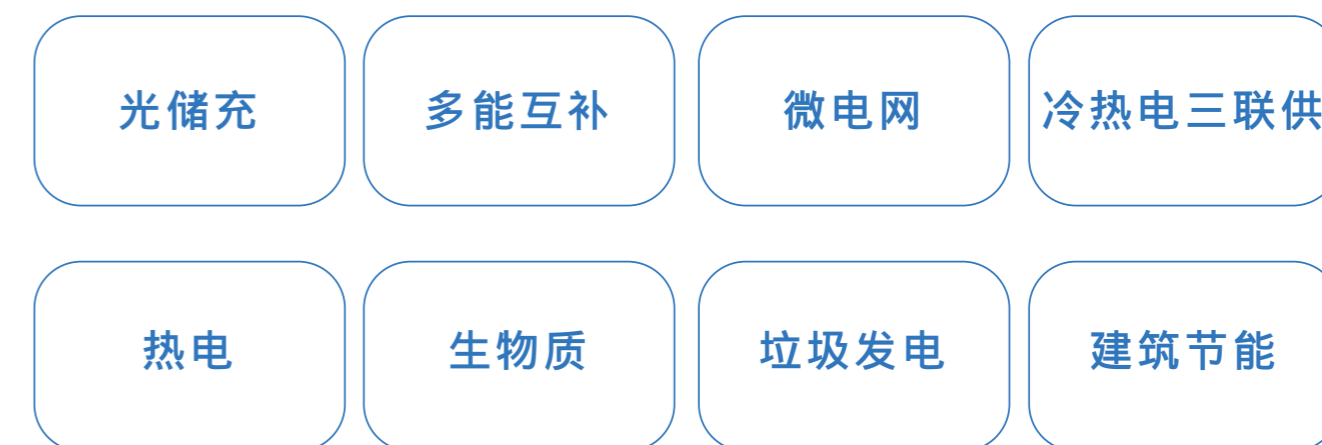 光储充
多能互补
微电网
冷热电三联供
热电
生物质
垃圾发电
建筑节能